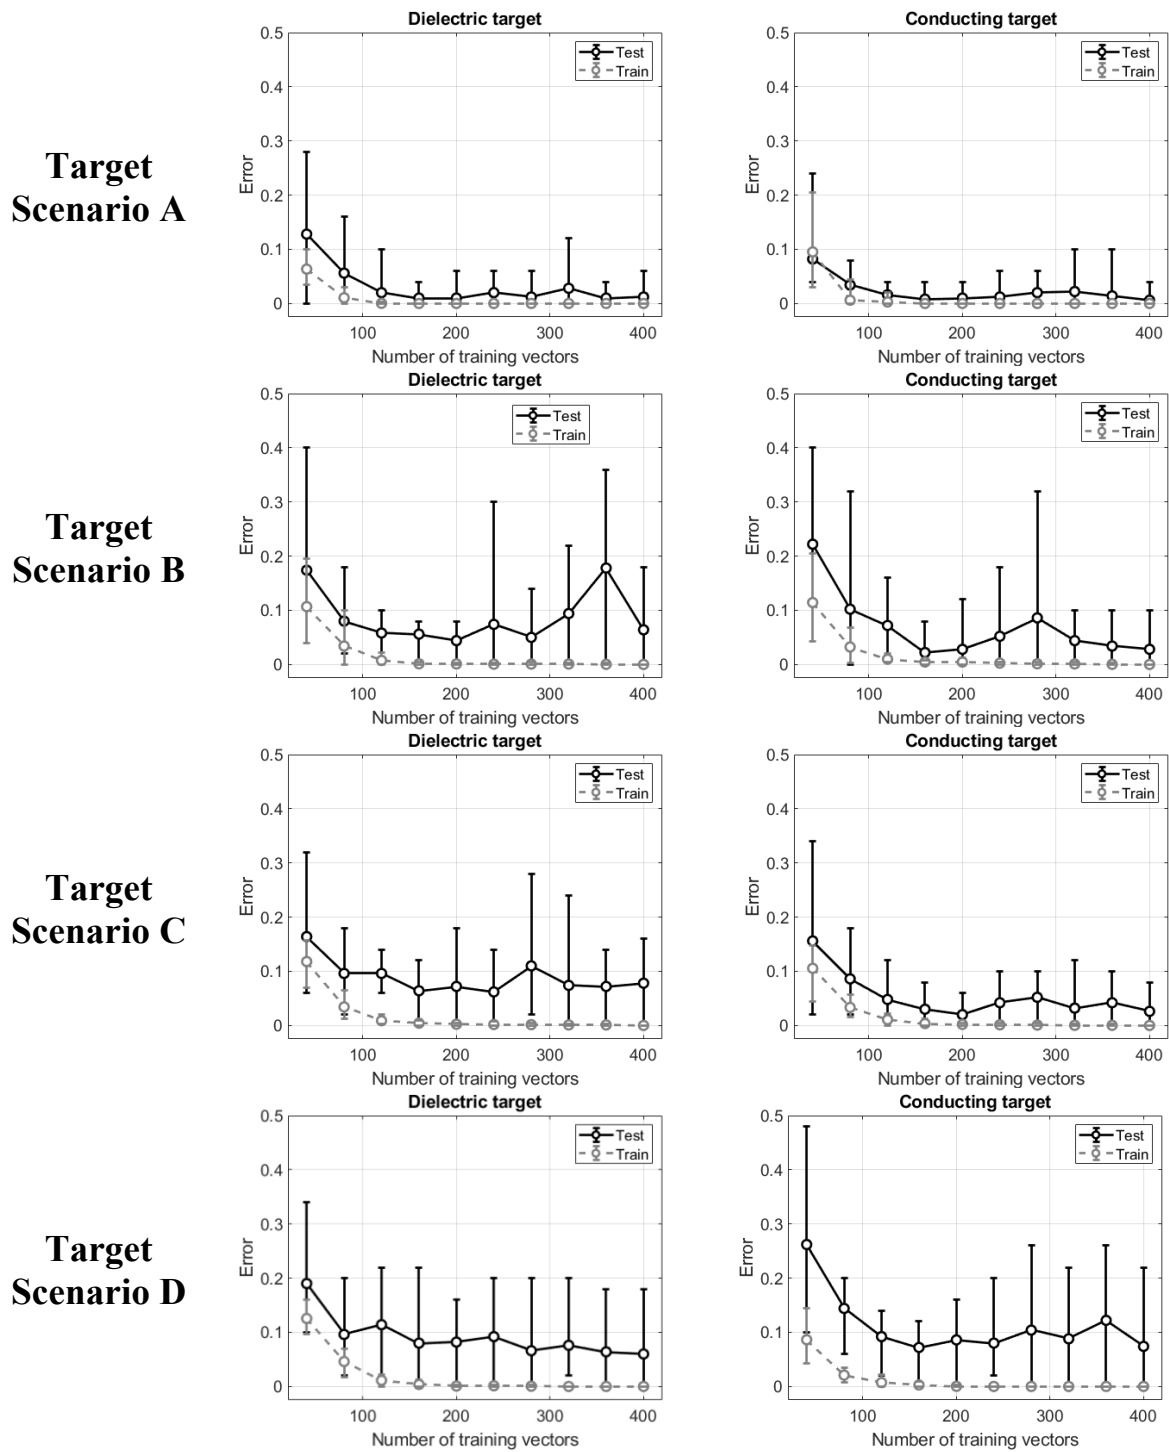 Dielectric target
0.5
0.4
0.3
0.2
0.1
0
Error
Test
Train
100 200 300 400
Number of training vectors
Conducting target
0.5
0.4
0.3
0.2
0.1
0
Error
Test
Train
100 200 300 400
Number of training vectors
Target
Scenario A
Dielectric target
0.5
0.4
0.3
0.2
0.1
0
Error
Test
Train
100 200 300 400
Number of training vectors
Conducting target
0.5
0.4
0.3
0.2
0.1
0
Error
Test
Train
100 200 300 400
Number of training vectors
Target
Scenario B
Dielectric target
0.5
0.4
0.3
0.2
0.1
0
Error
Test
Train
100 200 300 400
Number of training vectors
Conducting target
0.5
0.4
0.3
0.2
0.1
0
Error
Test
Train
100 200 300 400
Number of training vectors
Target
Scenario C
Dielectric target
0.5
0.4
0.3
0.2
0.1
0
Error
Test
Train
100 200 300 400
Number of training vectors
Conducting target
0.5
0.4
0.3
0.2
0.1
0
Error
Test
Train
100 200 300 400
Number of training vectors
Target
Scenario D